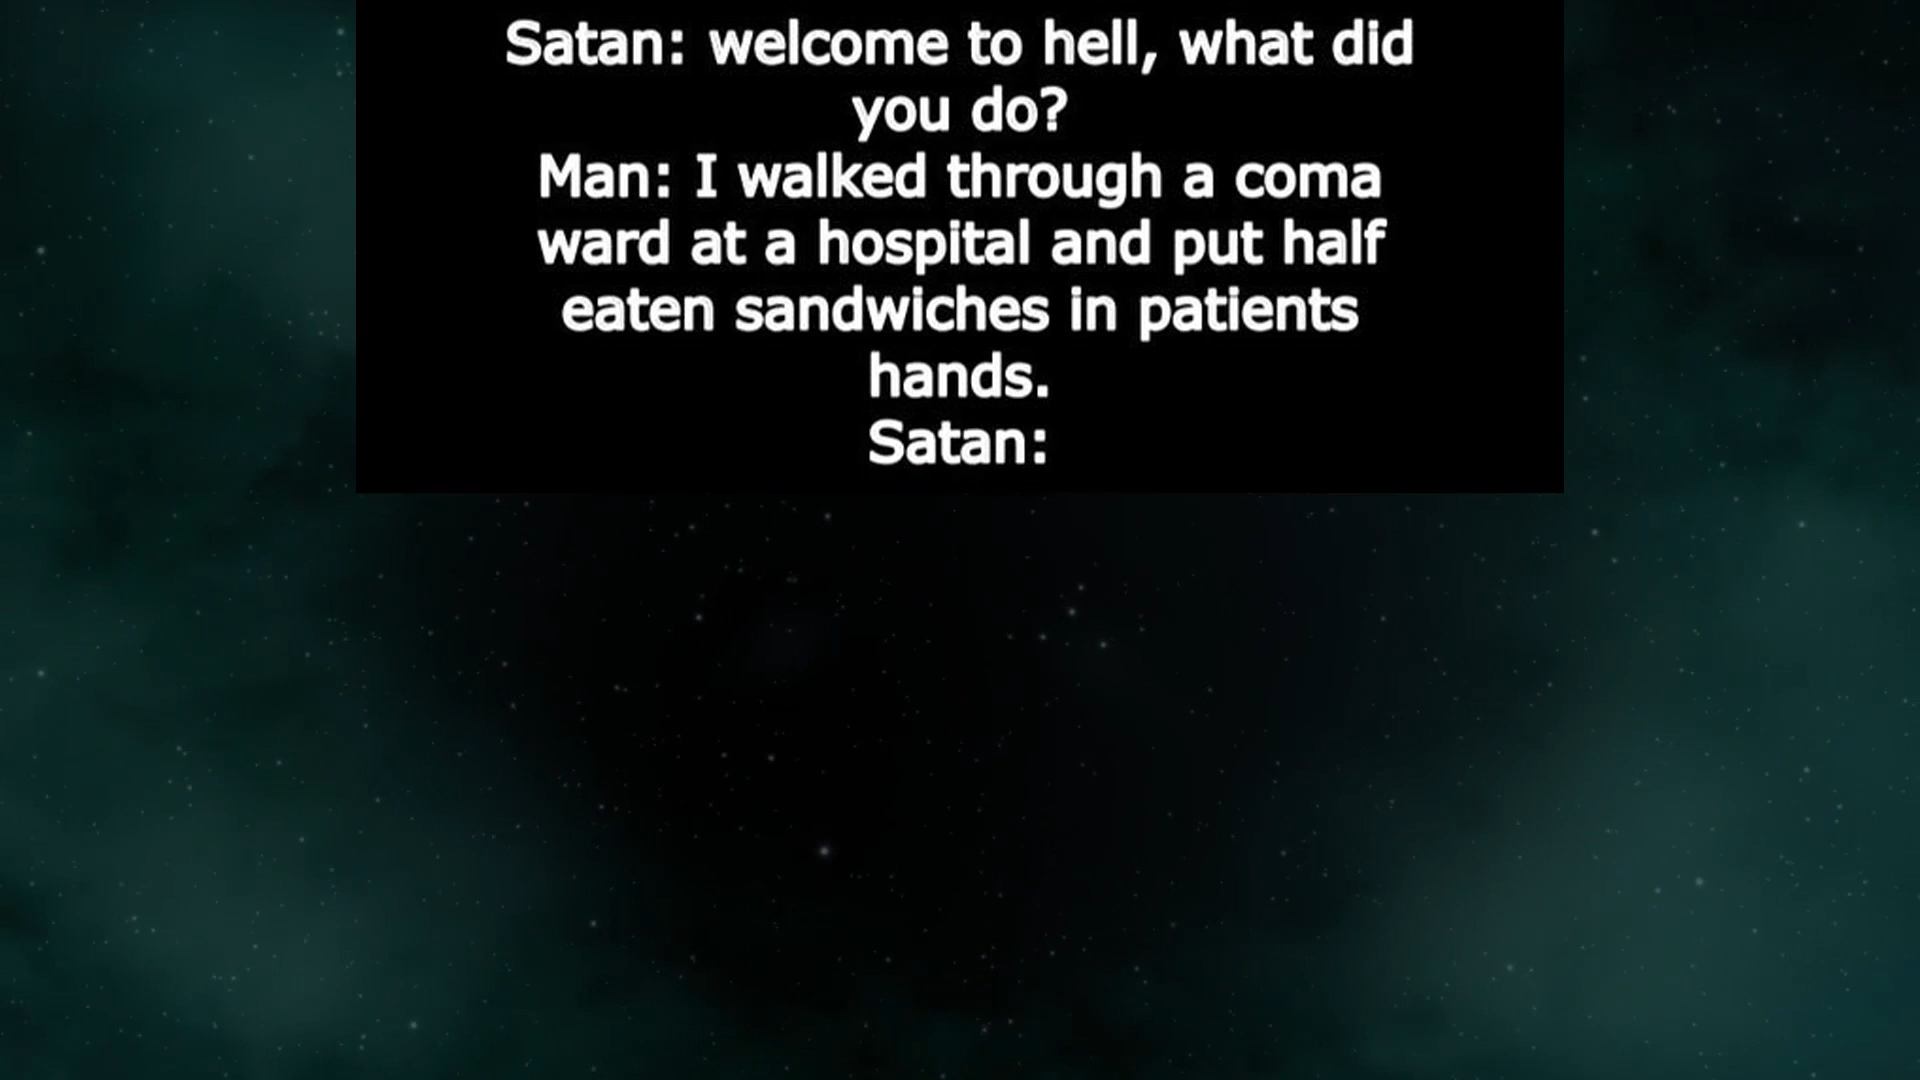 Satan: welcome to hell, what did
you do?
Man: I walked through a coma
ward at a hospital and put half
eaten sandwiches in patients
hands.
Satan: